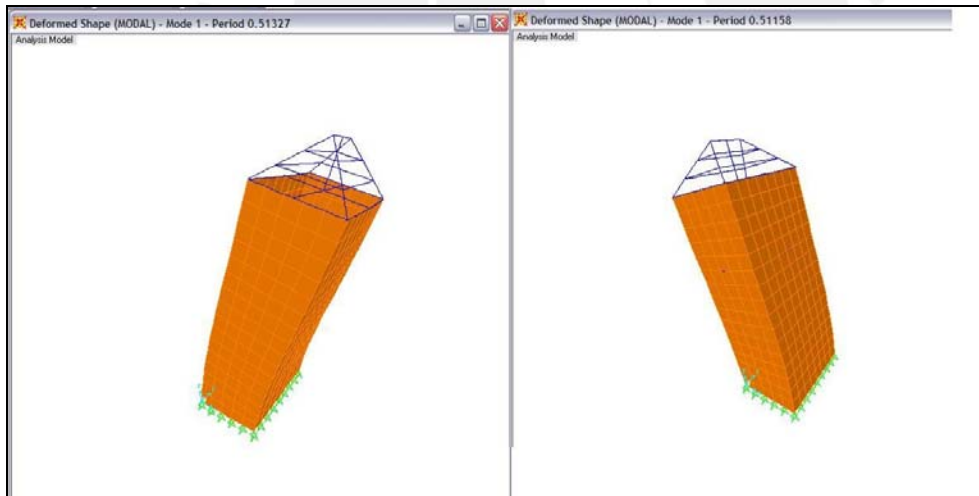 Deformed Shape (MODAL) - Mode 1 - Period 0.51327
Analysis Model
Deformed Shape (MODAL) - Mode 1 - Period 0.51158
Analysis Model